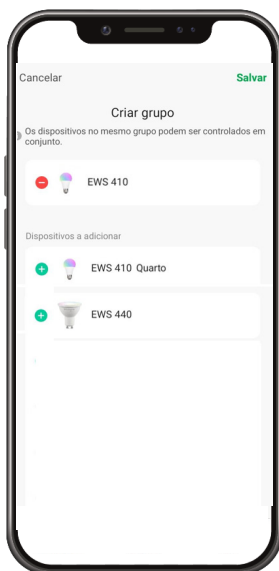 Cancelar Salvar
Criar grupo
Os dispositivos no mesmo grupo podem ser controlados em
conjunto.
EWS 410
Dispositivos a adicionar
EWS 410 Quarto
EWS 440